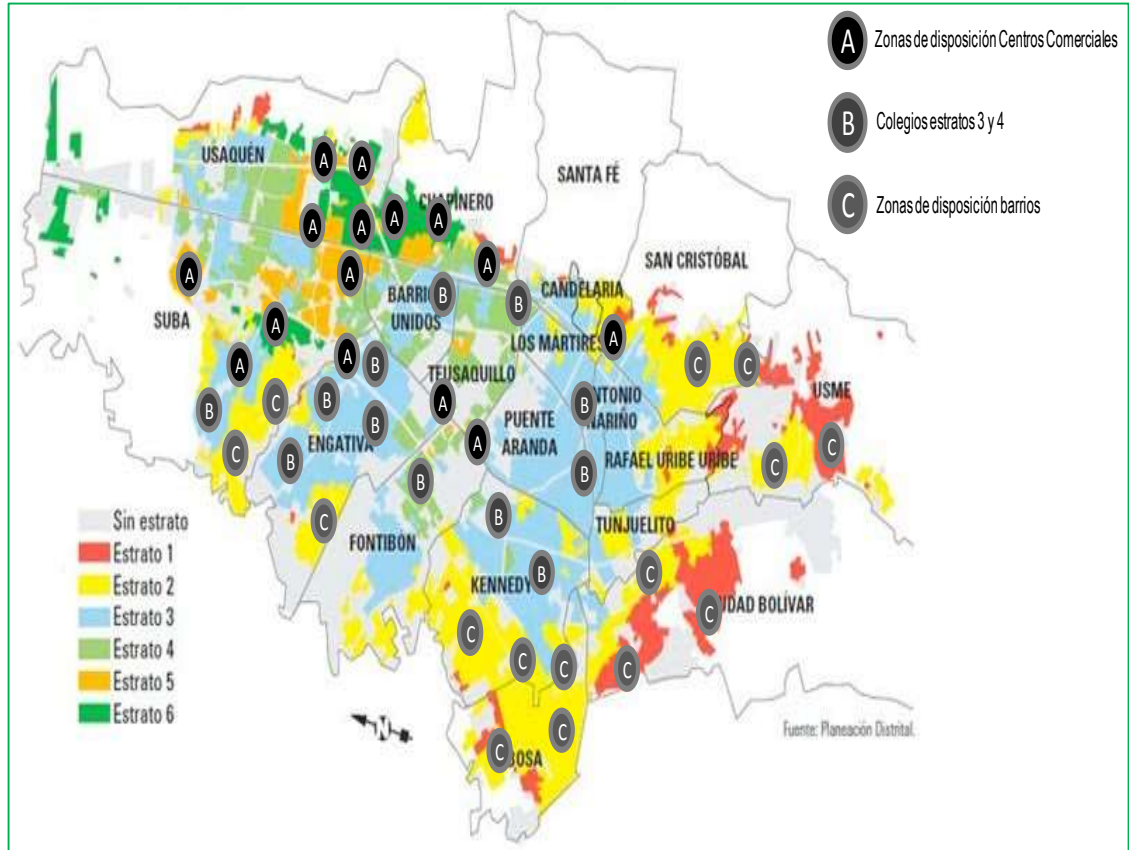 A Zonas de disposición Centros Comerciales
B Colegios estratos 3 y 4
C Zonas de disposición barrios
USAQUÉN
A
A
SANTA FÉ
CHAPINERO
A
A
A
A
SAN CRISTÓBAL
A
A
A
CANDELARIA
BARRIOS
UNIDOS
B
B
SUBA
A
A
LOS MARTIRES
A
A
B
TEUSAQUILLO
C
C
USME
B
C
B
A
ANTONIO
NARIÑO
B
PUENTE
ARANDA
B
ENGATIVA
A
C
B
RAFAEL URIBE URIBE
C
C
B
B
C
B
TUNJUELITO
FONTIBÓN
KENNEDY
B
C
CIUDAD BOLÍVAR
C
C
C
C
C
C
C
BOSA
Sin estrato
Estrato 1
Estrato 2
Estrato 3
Estrato 4
Estrato 5
Estrato 6
N
Fuente: Planeación Distrital.